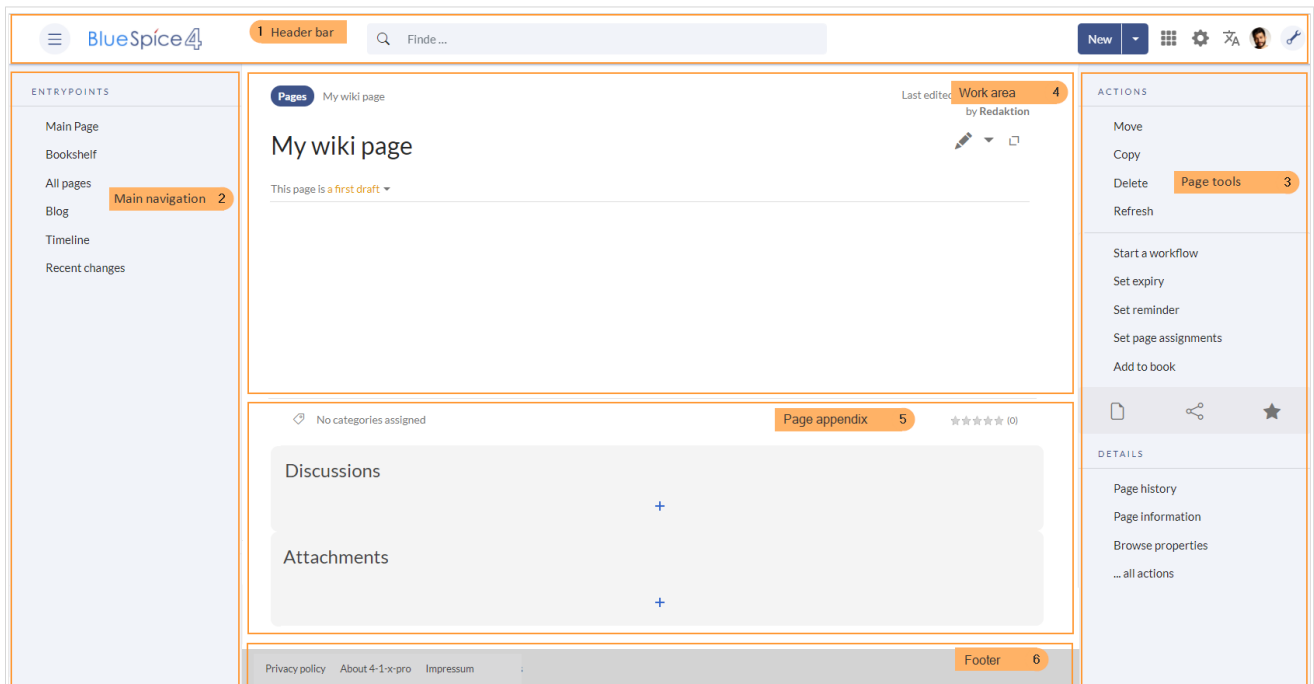 BlueSpice 4
1 Header bar
Finde ...
New
ENTRYPOINTS
Main Page
Bookshelf
All pages
Main navigation 2
Blog
Timeline
Recent changes
Pages My wiki page
Last edited
Work area 4
by Redaktion
My wiki page
This page is a first draft
No categories assigned
Page appendix 5
(0)
Discussions
+
Attachments
+
Privacy policy About 4-1-x-pro Impressum
Footer 6
ACTIONS
Move
Copy
Delete
Page tools 3
Refresh
Start a workflow
Set expiry
Set reminder
Set page assignments
Add to book
DETAILS
Page history
Page information
Browse properties
... all actions